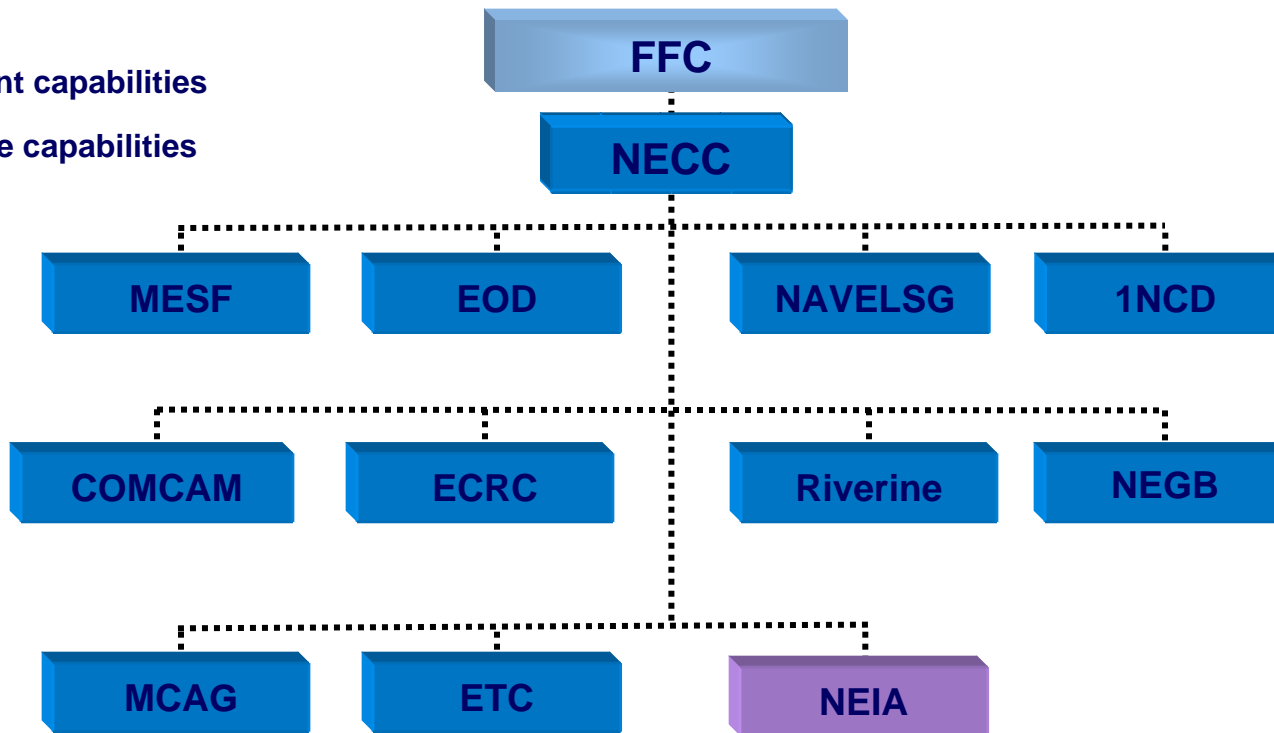 FFC
nt capabilities
e capabilities
NECC
MESF EOD NAVELSG 1NCD
COMCAM ECRC Riverine NEGB
MCAG ETC NEIA